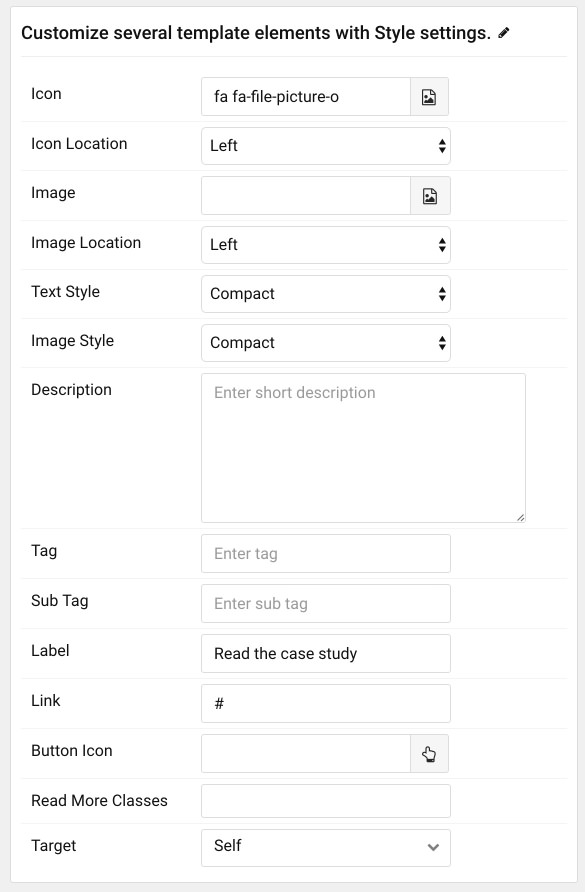 Customize several template elements with Style settings.
Icon
fa fa-file-picture-o
Icon Location
Left
Image
Image Location
Left
Text Style
Compact
Image Style
Compact
Description
Enter short description
Tag
Enter tag
Sub Tag
Enter sub tag
Label
Read the case study
Link
#
Button Icon
Read More Classes
Target
Self